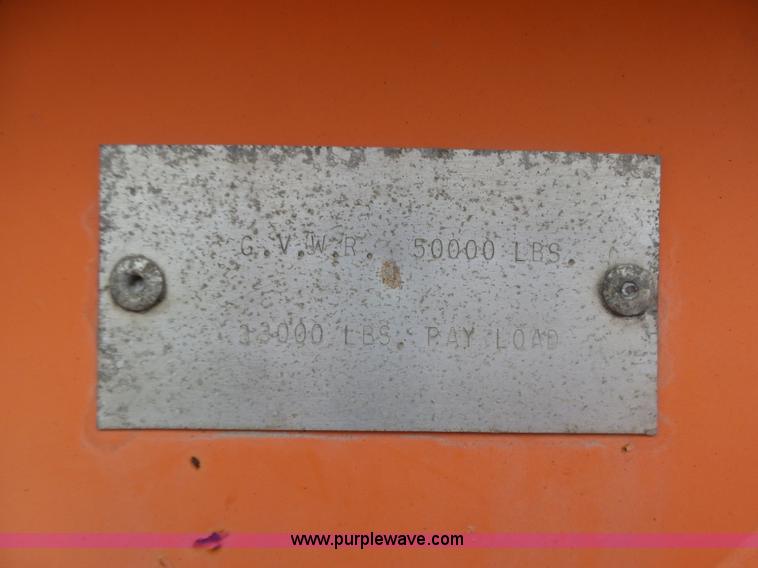 G.V.W.R. 50000 LBS.
33000 LBS. PAY LOAD
www.purplewave.com